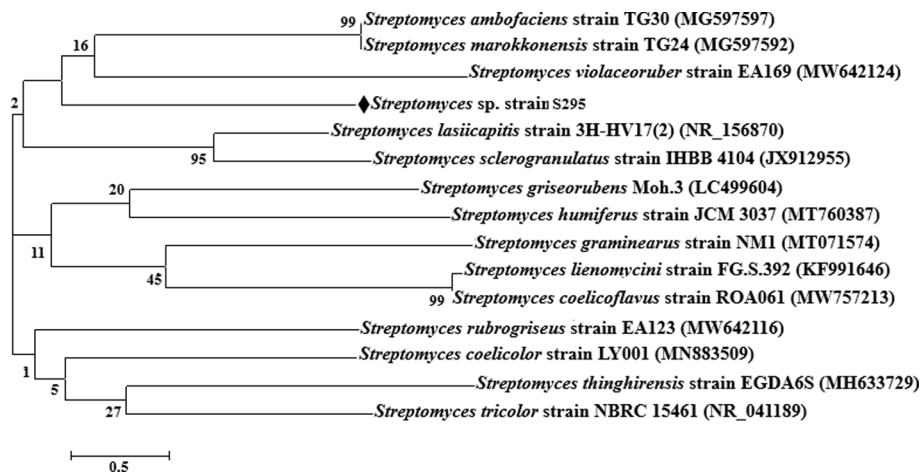 99 Streptomyces ambofaciens strain TG30 (MG597597)
Streptomyces marokkonensis strain TG24 (MG597592)
16
Streptomyces violaceoruber strain EA169 (MW642124)
2
Streptomyces sp. strain S295
Streptomyces lasiicapitis strain 3H-HV17(2) (NR_156870)
95
Streptomyces sclerogranulatus strain IHBB 4104 (JX912955)
20
Streptomyces griseorubens Moh.3 (LC499604)
Streptomyces humiferus strain JCM 3037 (MT760387)
11
Streptomyces graminearus strain NM1 (MT071574)
45
Streptomyces lienomycini strain FG.S.392 (KF991646)
99
Streptomyces coelicoflavus strain ROA061 (MW757213)
Streptomyces rubrogriseus strain EA123 (MW642116)
1
Streptomyces coelicolor strain LY001 (MN883509)
5
Streptomyces thinghirensis strain EGDA6S (MH633729)
27
Streptomyces tricolor strain NBRC 15461 (NR_041189)
0.5